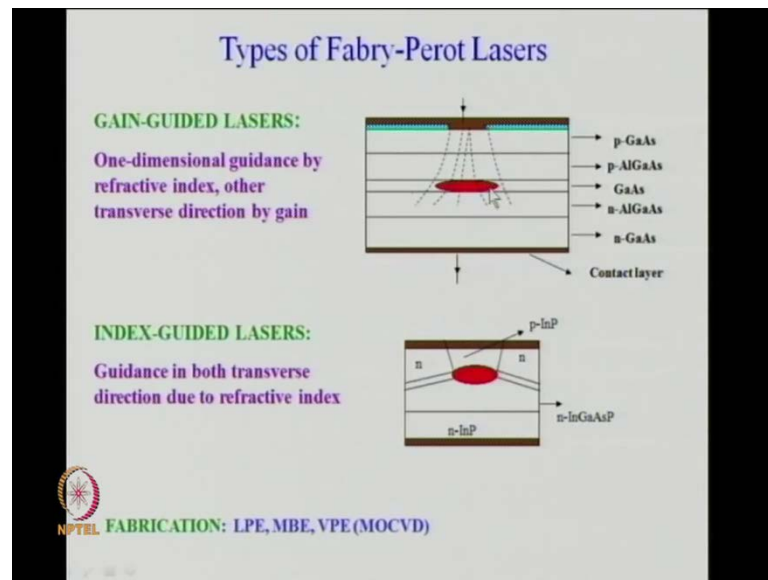 Types of Fabry-Perot Lasers
GAIN-GUIDED LASERS:
One-dimensional guidance by
refractive index, other
transverse direction by gain
p-GaAs
p-AlGaAs
GaAs
n-AlGaAs
n-GaAs
Contact layer
INDEX-GUIDED LASERS:
Guidance in both transverse
direction due to refractive index
p-InP
n
n
n-InGaAsP
n-InP
NPTEL
FABRICATION: LPE, MBE, VPE (MOCVD)